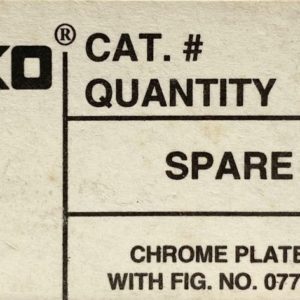 KO®
CAT. #
QUANTITY
SPARE
CHROME PLATE
WITH FIG. NO. 077